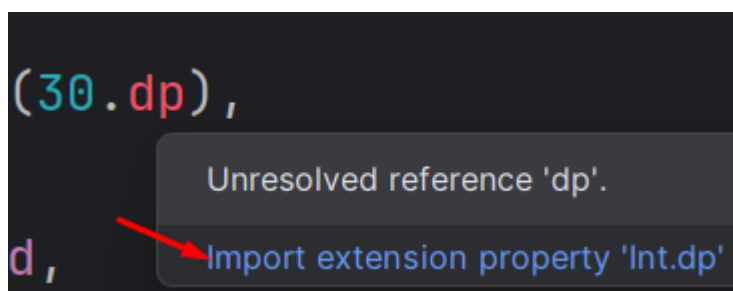 (30.dp),
Unresolved reference 'dp'.
d,
Import extension property 'Int.dp'